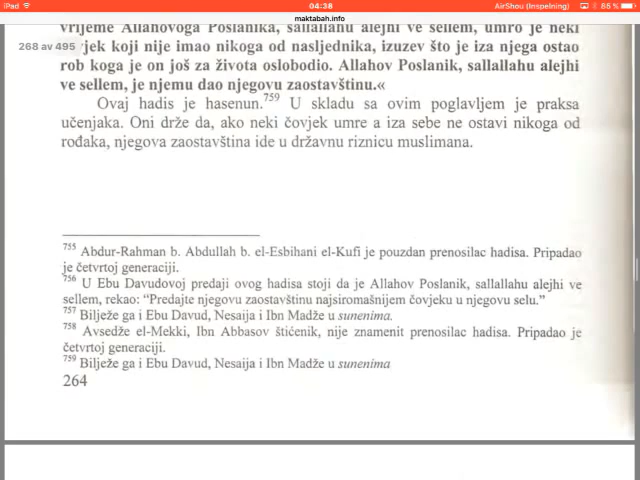 iPad
04:38
AirShou (Inspelning)
86 %
maktabah.info
vrijeme Allahovoga Poslanika, sallallahu alejhi ve sellem, umro je neki
268 av 495
jek koji nije imao nikoga od nasljednika, izuzev što je iza njega ostao
rob koga je on još za života oslobodio. Allahov Poslanik, sallallahu alejhi
ve sellem, je njemu dao njegovu zaostavštinu.«
Ovaj hadis je hasenun.759 U skladu sa ovim poglavljem je praksa
učenjaka. Oni drže da, ako neki čovjek umre a iza sebe ne ostavi nikoga od
rođaka, njegova zaostavština ide u državnu riznicu muslimana.
755 Abdur-Rahman b. Abdullah b. el-Esbihani el-Kufi je pouzdan prenosilac hadisa. Pripadao
je četvrtoj generaciji.
756 U Ebu Davudovoj predaji ovog hadisa stoji da je Allahov Poslanik, sallallahu alejhi ve
sellem, rekao: “Predajte njegovu zaostavštinu najsiromašnijem čovjeku u njegovu selu.”
757 Bilježe ga i Ebu Davud, Nesaija i Ibn Madže u sunenima.
758 Avsedže el-Mekki, Ibn Abbasov štićenik, nije znamenit prenosilac hadisa. Pripadao je
četvrtoj generaciji.
759 Bilježe ga i Ebu Davud, Nesaija i Ibn Madže u sunenima
264